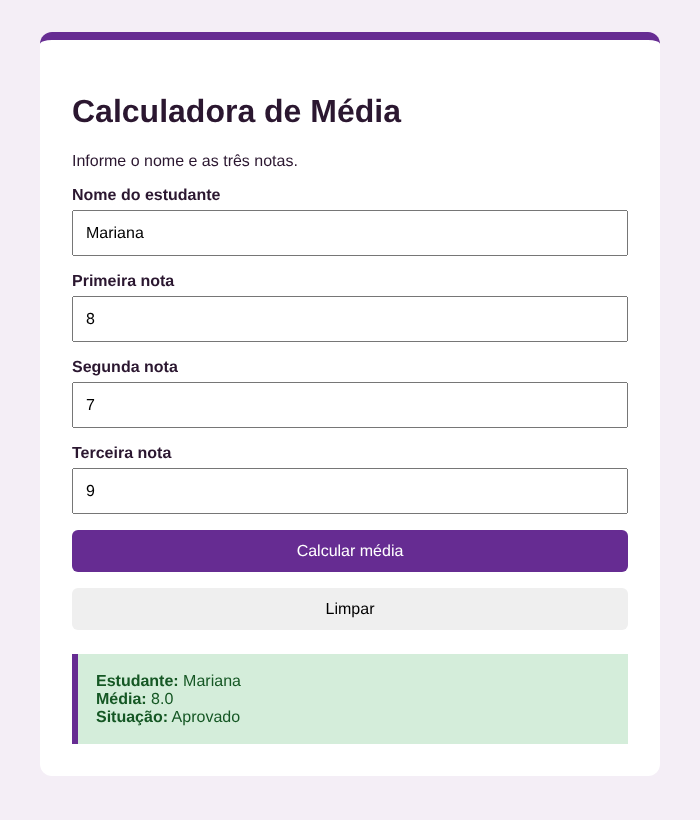 Calculadora de Média
Informe o nome e as três notas.
Nome do estudante
Mariana
Primeira nota
8
Segunda nota
7
Terceira nota
9
Calcular média
Limpar
Estudante: Mariana
Média: 8.0
Situação: Aprovado